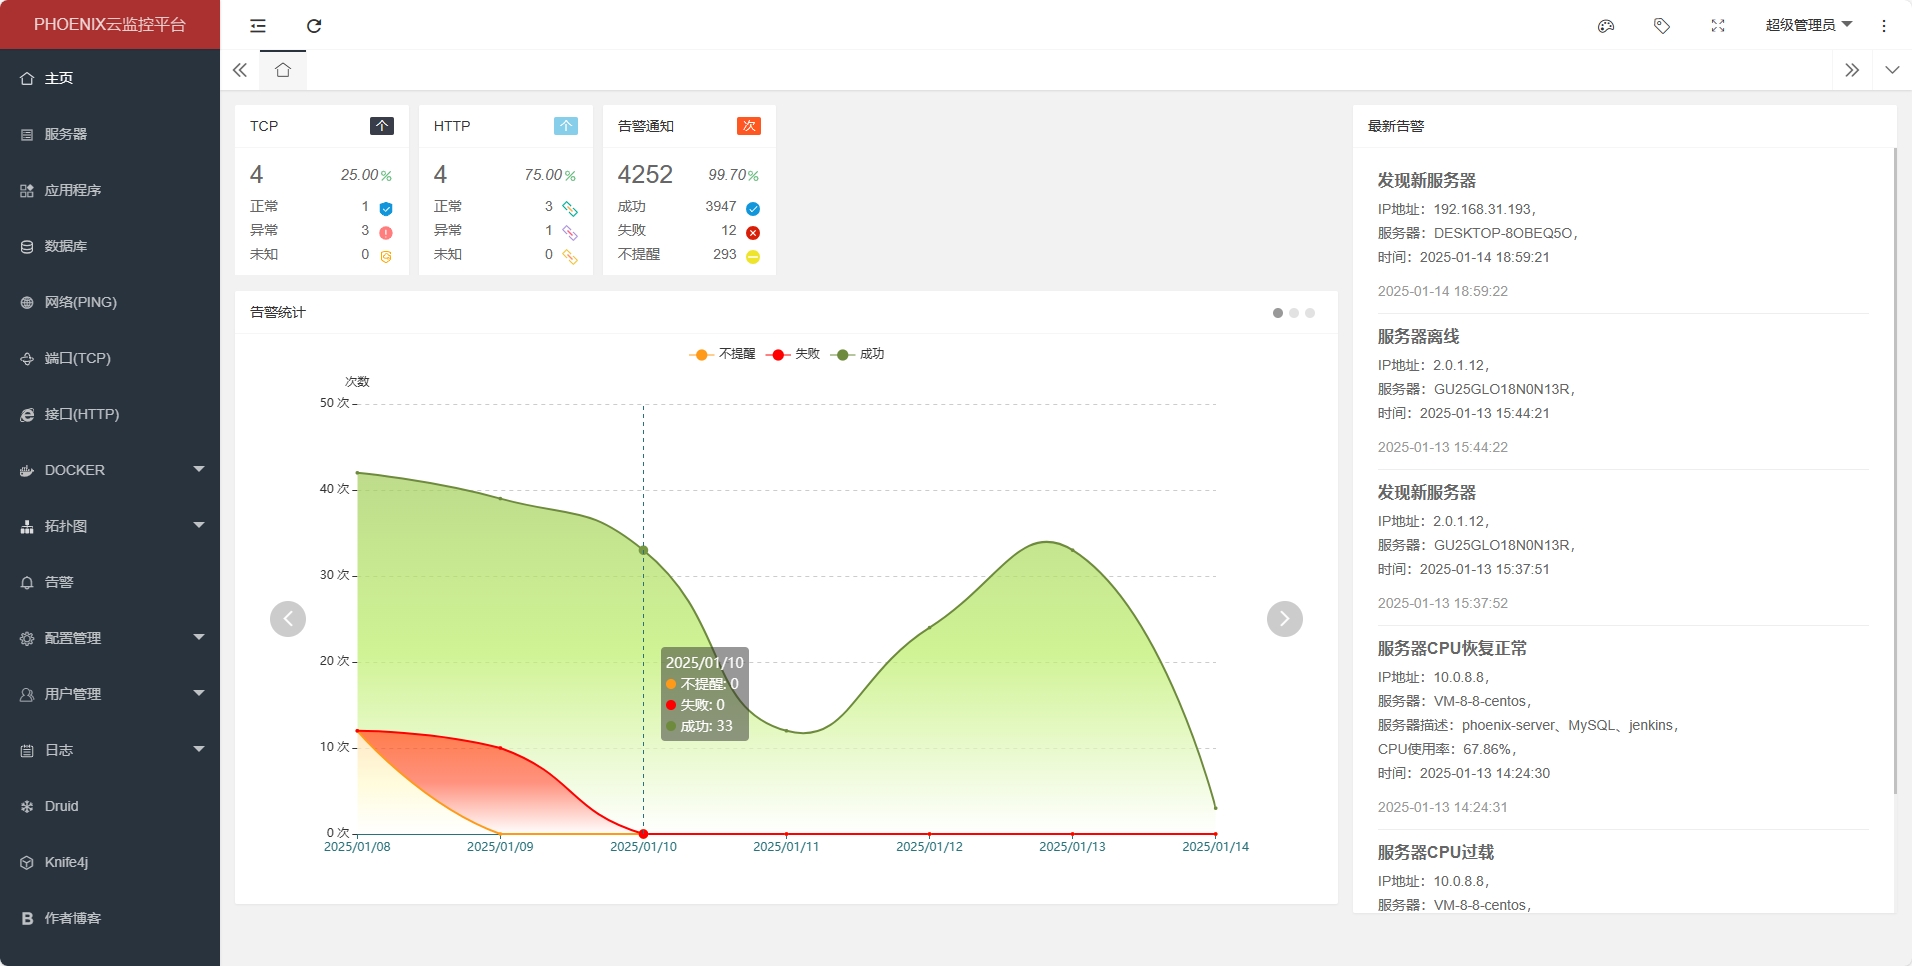 PHOENIX云监控平台
超级管理员
主页
服务器
应用程序
数据库
网络(PING)
端口(TCP)
接口(HTTP)
DOCKER
拓扑图
告警
配置管理
用户管理
日志
Druid
Knife4j
作者博客
TCP 个
4 25.00%
正常 1
异常 3
未知 0
HTTP 个
4 75.00%
正常 3
异常 1
未知 0
告警通知 次
4252 99.70%
成功 3947
失败 12
不提醒 293
告警统计
不提醒 失败 成功
次数
50 次
40 次
30 次
20 次
10 次
0 次
2025/01/10
不提醒: 0
失败: 0
成功: 33
2025/01/08 2025/01/09 2025/01/10 2025/01/11 2025/01/12 2025/01/13 2025/01/14
最新告警
发现新服务器
IP地址：192.168.31.193，
服务器：DESKTOP-8OBEQ5O，
时间：2025-01-14 18:59:21
2025-01-14 18:59:22
服务器离线
IP地址：2.0.1.12，
服务器：GU25GLO18N0N13R，
时间：2025-01-13 15:44:21
2025-01-13 15:44:22
发现新服务器
IP地址：2.0.1.12，
服务器：GU25GLO18N0N13R，
时间：2025-01-13 15:37:51
2025-01-13 15:37:52
服务器CPU恢复正常
IP地址：10.0.8.8，
服务器：VM-8-8-centos，
服务器描述：phoenix-server、MySQL、jenkins，
CPU使用率：67.86%，
时间：2025-01-13 14:24:30
2025-01-13 14:24:31
服务器CPU过载
IP地址：10.0.8.8，
服务器：VM-8-8-centos，